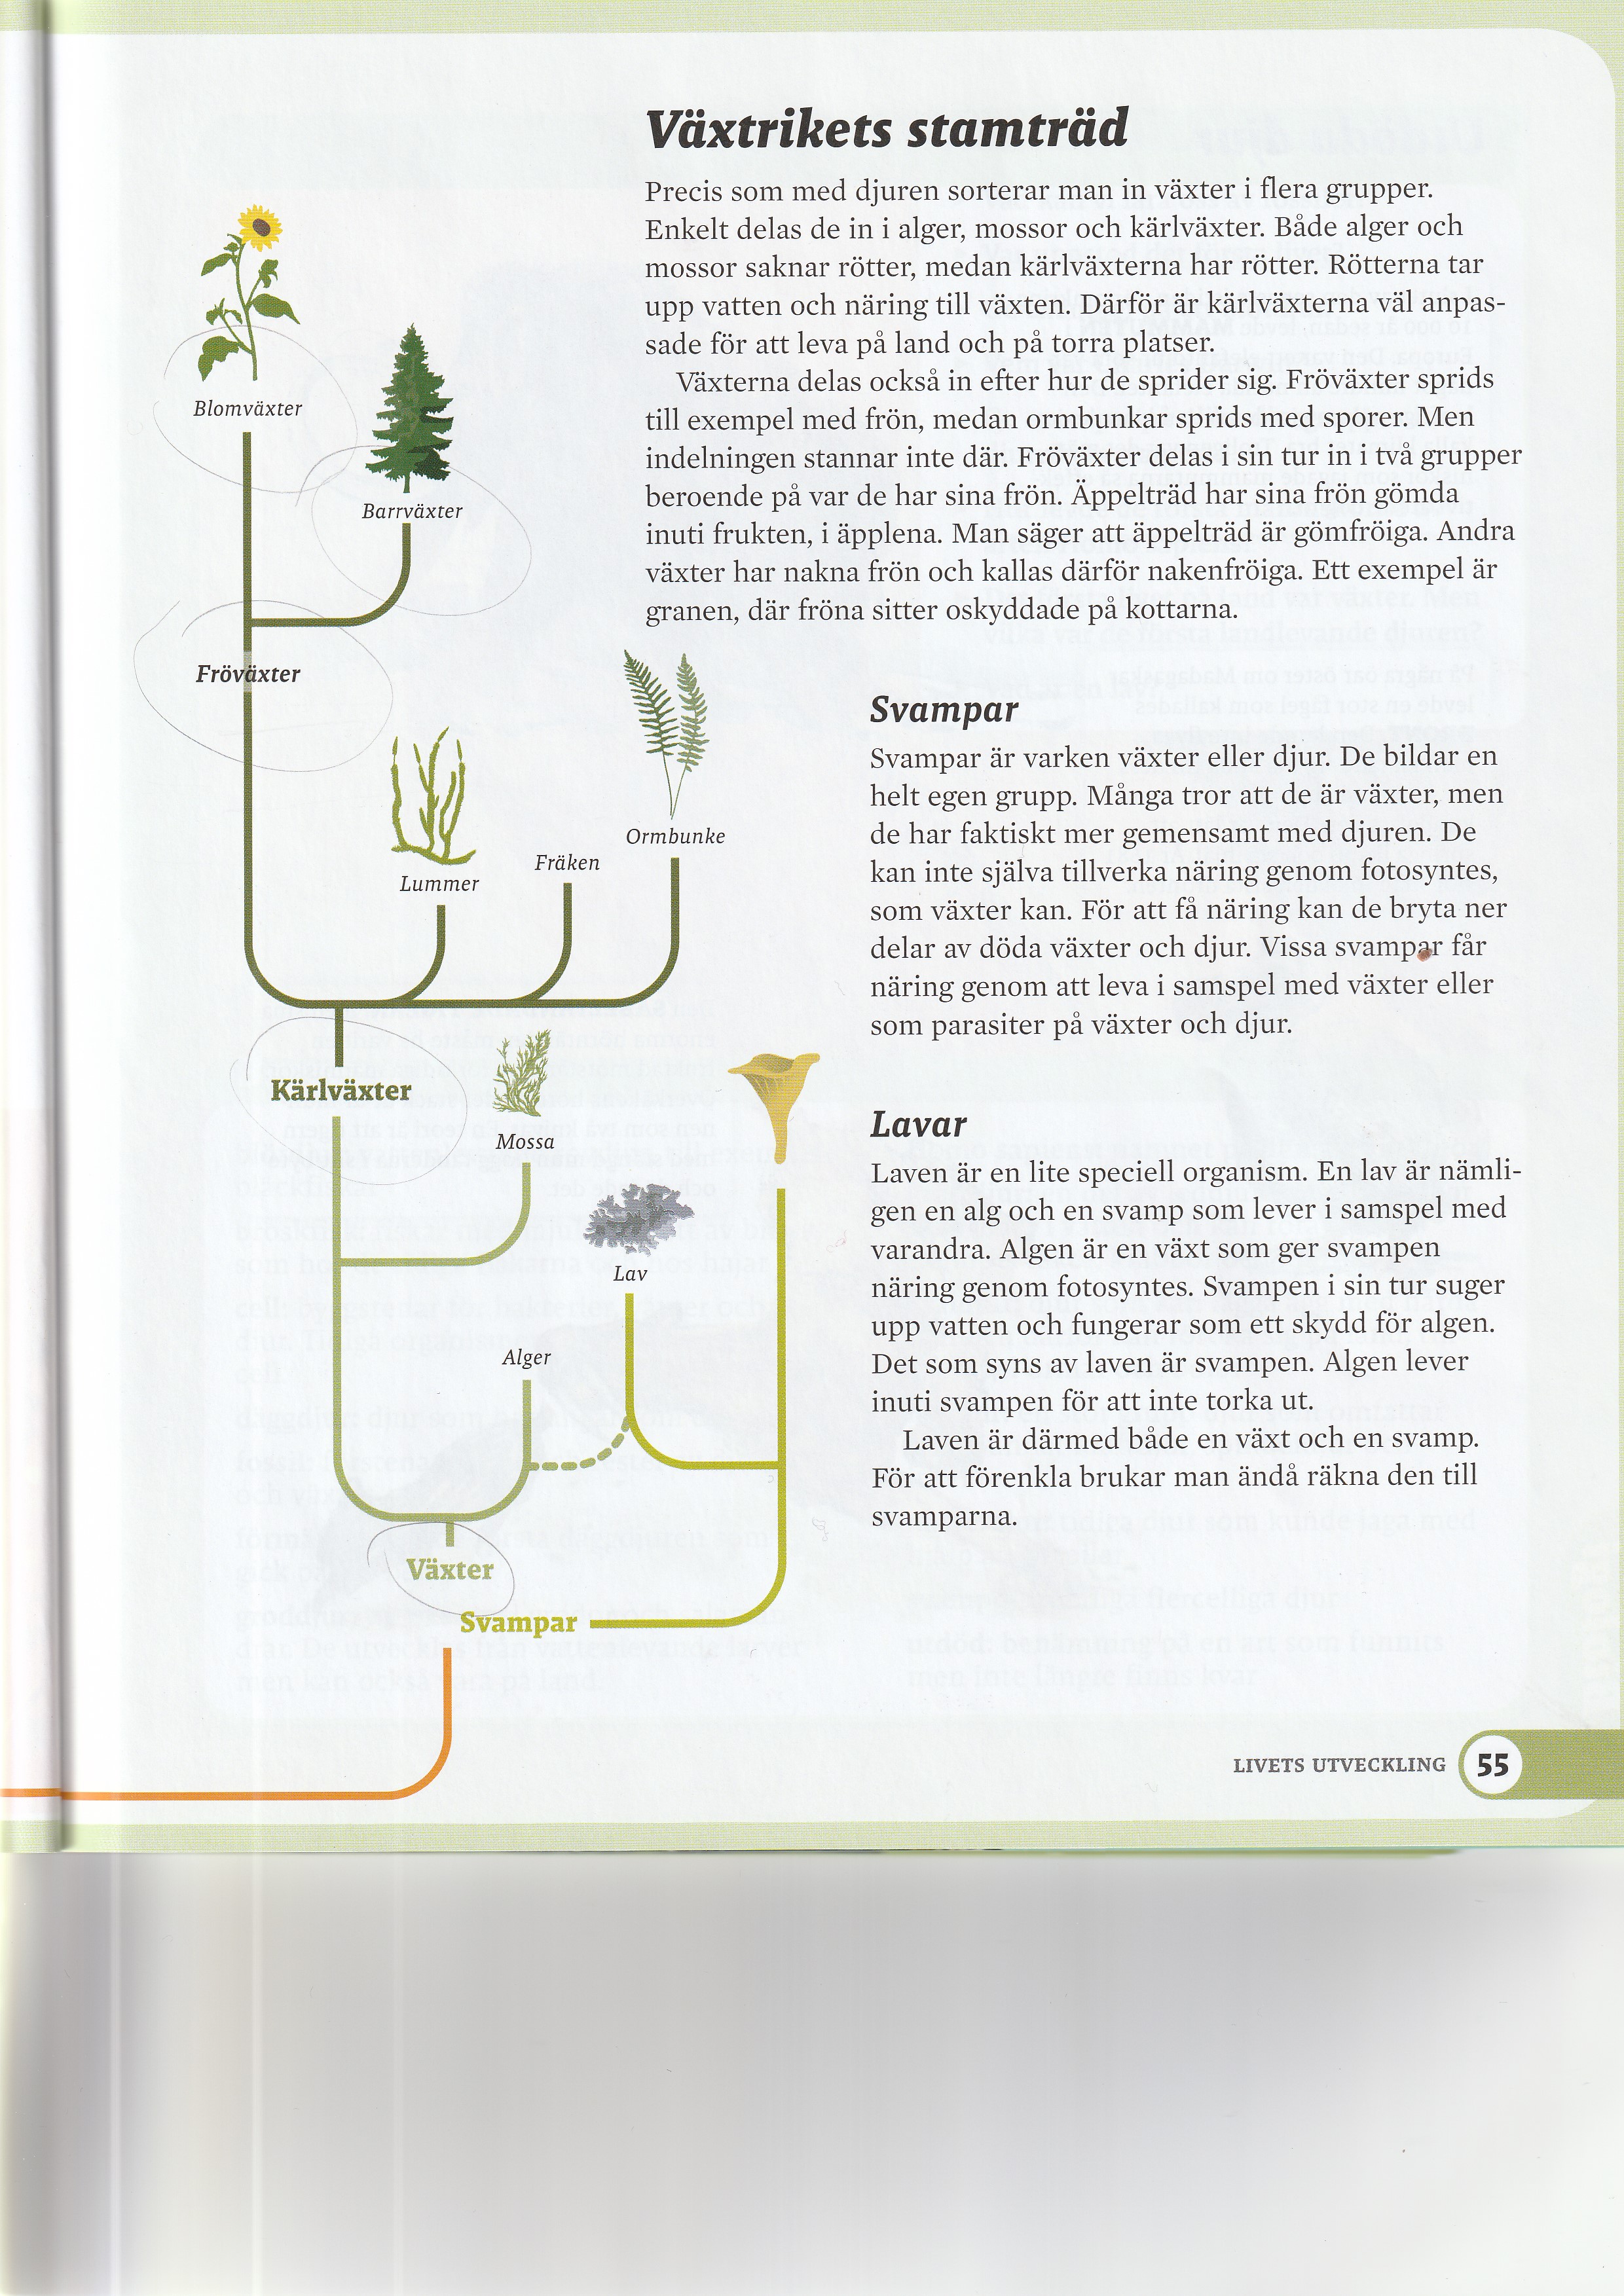 Växtrikets stamträd
Precis som med djuren sorterar man in växter i flera grupper.
Enkelt delas de in i alger, mossor och kärlväxter. Både alger och
mossor saknar rötter, medan kärlväxterna har rötter. Rötterna tar
upp vatten och näring till växten. Därför är kärlväxterna väl anpas-
sade för att leva på land och på torra platser.
Växterna delas också in efter hur de sprider sig. Fröväxter sprids
till exempel med frön, medan ormbunkar sprids med sporer. Men
indelningen stannar inte där. Fröväxter delas i sin tur in i två grupper
beroende på var de har sina frön. Äppelträd har sina frön gömda
inuti frukten, i äpplena. Man säger att äppelträd är gömfröiga. Andra
växter har nakna frön och kallas därför nakenfröiga. Ett exempel är
granen, där fröna sitter oskyddade på kottarna.
Blomväxter
Barrväxter
Fröväxter
Lummer
Fräken
Ormbunke
Kärlväxter
Mossa
Lav
Alger
Växter
Svampar
Svampar
Svampar är varken växter eller djur. De bildar en
helt egen grupp. Många tror att de är växter, men
de har faktiskt mer gemensamt med djuren. De
kan inte själva tillverka näring genom fotosyntes,
som växter kan. För att få näring kan de bryta ner
delar av döda växter och djur. Vissa svampar får
näring genom att leva i samspel med växter eller
som parasiter på växter och djur.
Lavar
Laven är en lite speciell organism. En lav är nämli-
gen en alg och en svamp som lever i samspel med
varandra. Algen är en växt som ger svampen
näring genom fotosyntes. Svampen i sin tur suger
upp vatten och fungerar som ett skydd för algen.
Det som syns av laven är svampen. Algen lever
inuti svampen för att inte torka ut.
Laven är därmed både en växt och en svamp.
För att förenkla brukar man ändå räkna den till
svamparna.
LIVETS UTVECKLING 55